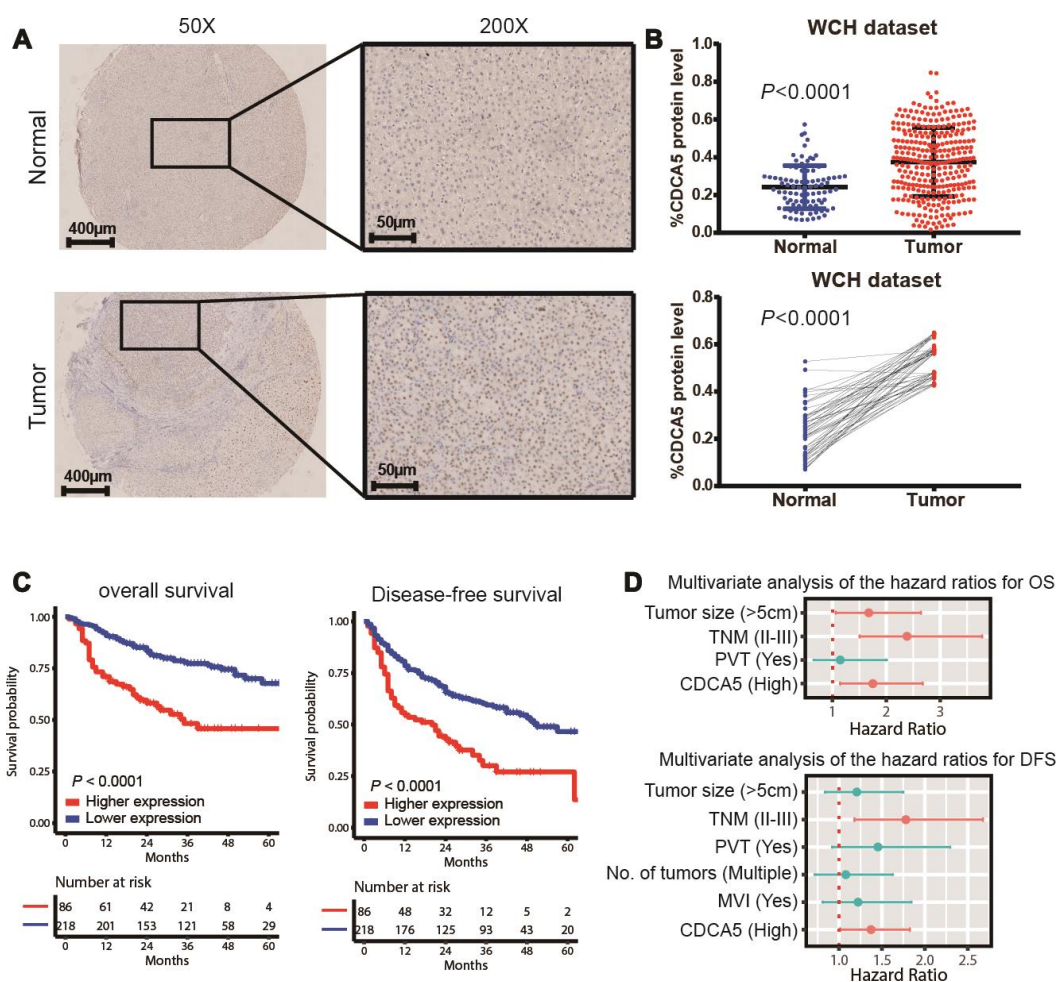 A
50X
200X
Normal
400µm
50µm
Tumor
400µm
50µm
B
WCH dataset
P<0.0001
%CDCA5 protein level
1.0
0.8
0.6
0.4
0.2
0.0
Normal Tumor
WCH dataset
P<0.0001
%CDCA5 protein level
0.8
0.6
0.4
0.2
0.0
Normal Tumor
C
overall survival
Survival probability
1.00
0.75
0.50
0.25
0.00
P < 0.0001
Higher expression
Lower expression
0 12 24 36 48 60
Months
Number at risk
86 61 42 21 8 4
218 201 153 121 58 29
0 12 24 36 48 60
Months
Disease-free survival
Survival probability
1.00
0.75
0.50
0.25
0.00
P < 0.0001
Higher expression
Lower expression
0 12 24 36 48 60
Months
Number at risk
86 48 32 12 5 2
218 176 125 93 43 20
0 12 24 36 48 60
Months
D
Multivariate analysis of the hazard ratios for OS
Tumor size (>5cm)
TNM (II-III)
PVT (Yes)
CDCA5 (High)
1 2 3
Hazard Ratio
Multivariate analysis of the hazard ratios for DFS
Tumor size (>5cm)
TNM (II-III)
PVT (Yes)
No. of tumors (Multiple)
MVI (Yes)
CDCA5 (High)
1.0 1.5 2.0 2.5
Hazard Ratio